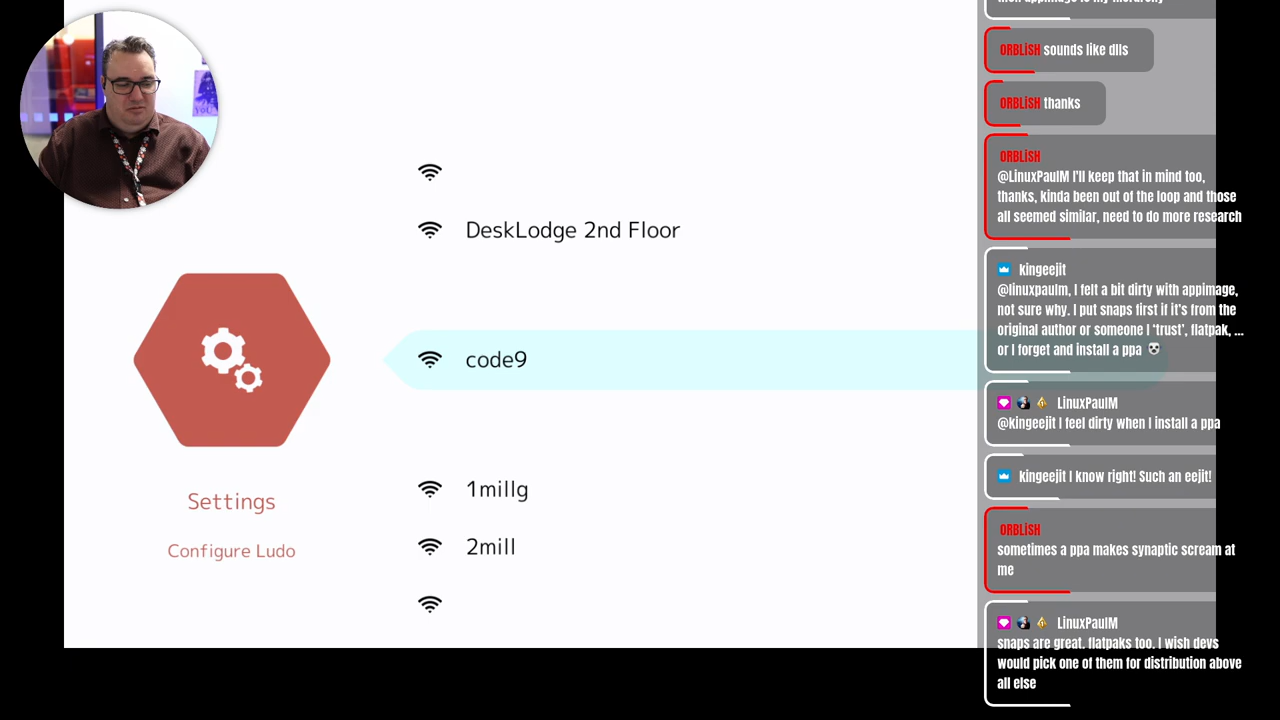 DeskLodge 2nd Floor
code9
1millg
2mill
Settings
Configure Ludo
ORBLiSH sounds like dlls
ORBLiSH thanks
ORBLiSH
@LinuxPaulM I'll keep that in mind too,
thanks, kinda been out of the loop and those
all seemed similar, need to do more research
kingeejit
@linuxpaulm, I felt a bit dirty with appimage,
not sure why. I put snaps first if it's from the
original author or someone I 'trust', flatpak, ...
or I forget and install a ppa
LinuxPaulM
@kingeejit I feel dirty when I install a ppa
kingeejit I know right! Such an eejit!
ORBLiSH
sometimes a ppa makes synaptic scream at
me
LinuxPaulM
snaps are great. flatpaks too. I wish devs
would pick one of them for distribution above
all else